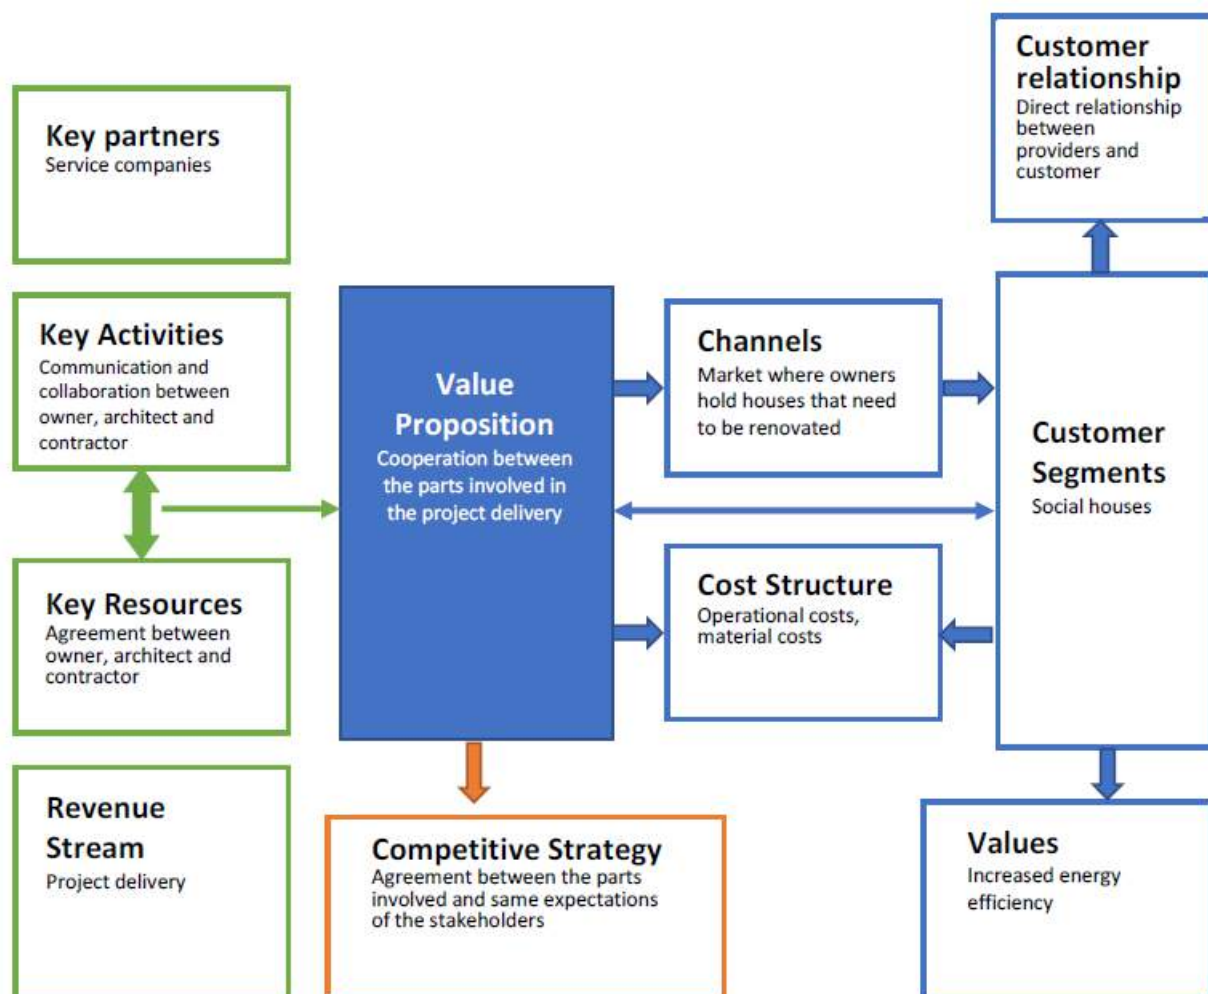 Customer
relationship
Direct relationship
between
providers and
customer
Key partners
Service companies
Key Activities
Communication and
collaboration between
owner, architect and
contractor
Value
Proposition
Cooperation between
the parts involved in
the project delivery
Channels
Market where owners
hold houses that need
to be renovated
Customer
Segments
Social houses
Key Resources
Agreement between
owner, architect and
contractor
Cost Structure
Operational costs,
material costs
Revenue
Stream
Project delivery
Competitive Strategy
Agreement between the parts
involved and same expectations
of the stakeholders
Values
Increased energy
efficiency